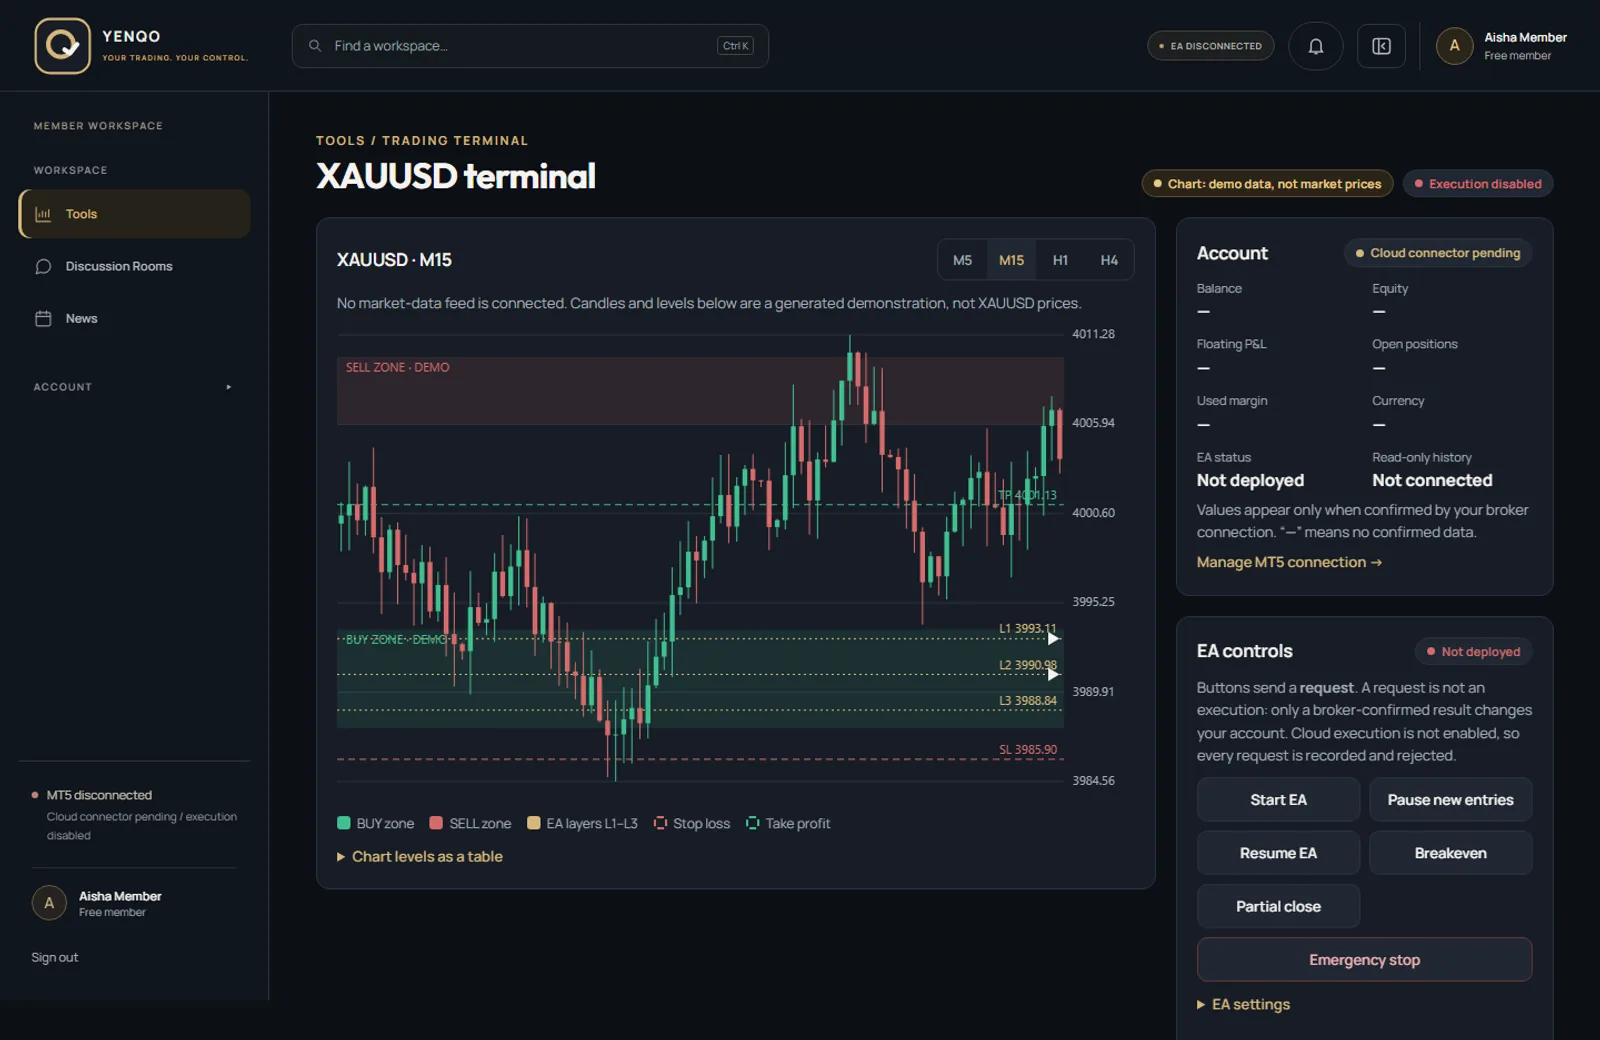 YENQO
YOUR TRADING. YOUR CONTROL.
Find a workspace...
Ctrl K
EA DISCONNECTED
A
Aisha Member
Free member
MEMBER WORKSPACE
WORKSPACE
Tools
Discussion Rooms
News
ACCOUNT
MT5 disconnected
Cloud connector pending / execution
disabled
A
Aisha Member
Free member
Sign out
TOOLS / TRADING TERMINAL
XAUUSD terminal
Chart: demo data, not market prices
Execution disabled
XAUUSD · M15
M5
M15
H1
H4
No market-data feed is connected. Candles and levels below are a generated demonstration, not XAUUSD prices.
4011.28
SELL ZONE · DEMO
4005.94
TP 4001.13
4000.60
3995.25
L1 3993.11
BUY ZONE · DEMO
L2 3990.98
3989.91
L3 3988.84
SL 3985.90
3984.56
BUY zone
SELL zone
EA layers L1–L3
Stop loss
Take profit
Chart levels as a table
Account
Cloud connector pending
Balance
Equity
—
—
Floating P&L
Open positions
—
—
Used margin
Currency
—
—
EA status
Read-only history
Not deployed
Not connected
Values appear only when confirmed by your broker
connection. “—” means no confirmed data.
Manage MT5 connection →
EA controls
Not deployed
Buttons send a request. A request is not an
execution: only a broker-confirmed result changes
your account. Cloud execution is not enabled, so
every request is recorded and rejected.
Start EA
Pause new entries
Resume EA
Breakeven
Partial close
Emergency stop
EA settings